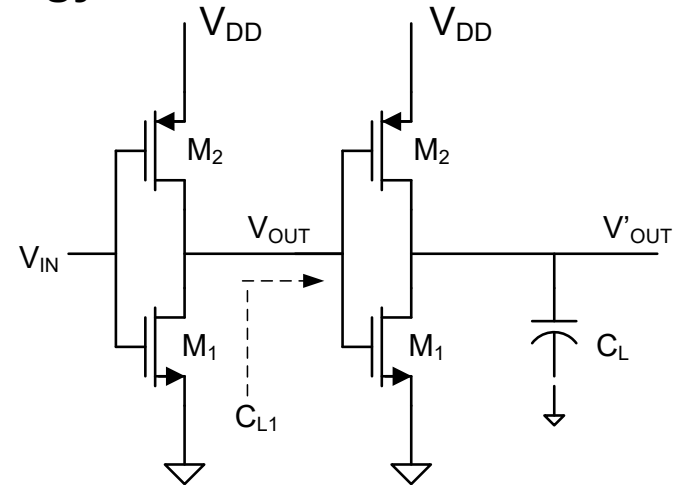 V_DD V_DD
M_2 M_2
V_OUT V'_OUT
V_IN
M_1 M_1
C_L
C_L1